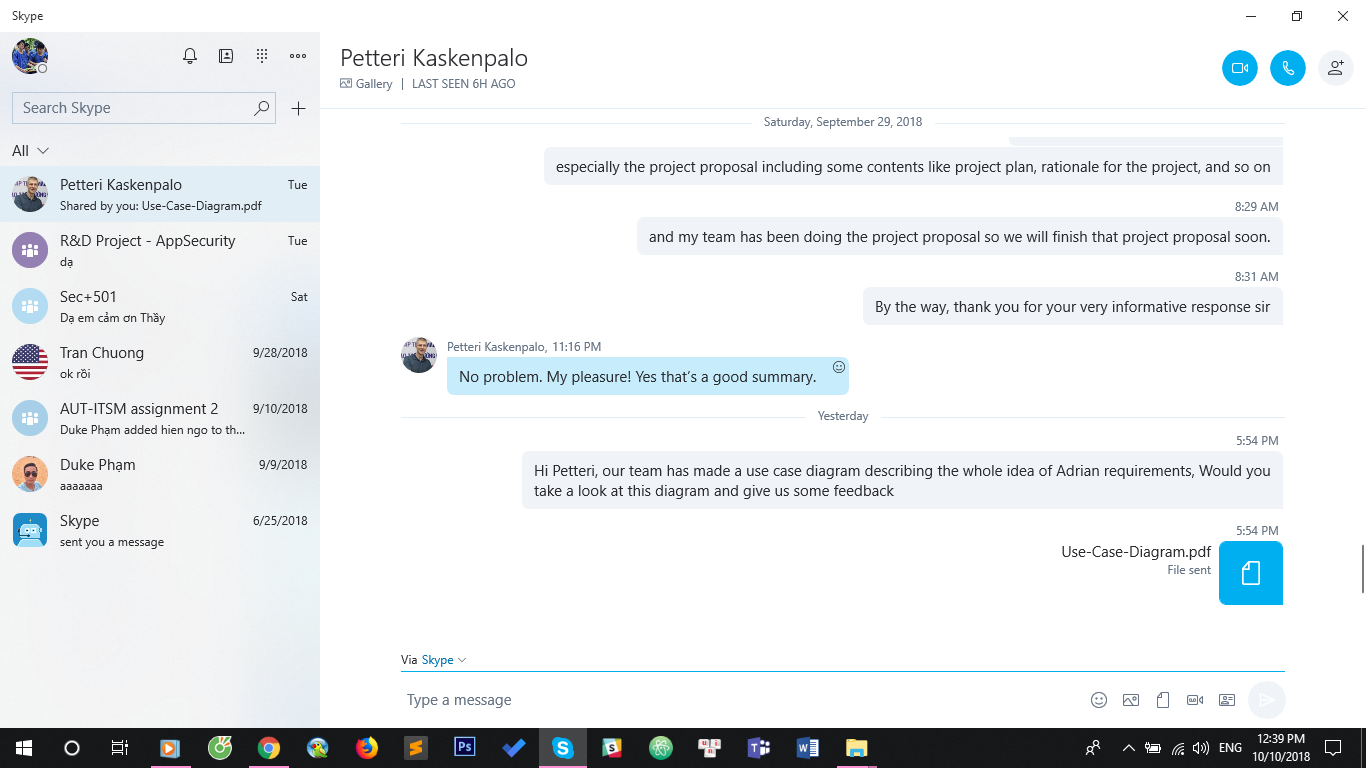 Skype
Search Skype
All
Petteri Kaskenpalo
Tue
Shared by you: Use-Case-Diagram.pdf
R&D Project - AppSecurity
Tue
dạ
Sec+501
Sat
Dạ em cảm ơn Thầy
Tran Chuong
9/28/2018
ok rồi
AUT-ITSM assignment 2
9/10/2018
Duke Phạm added hien ngo to th...
Duke Phạm
9/9/2018
aaaaaaa
Skype
6/25/2018
sent you a message
Petteri Kaskenpalo
Gallery | LAST SEEN 6H AGO
Saturday, September 29, 2018
especially the project proposal including some contents like project plan, rationale for the project, and so on
8:29 AM
and my team has been doing the project proposal so we will finish that project proposal soon.
8:31 AM
By the way, thank you for your very informative response sir
Petteri Kaskenpalo, 11:16 PM
No problem. My pleasure! Yes that's a good summary.
Yesterday
5:54 PM
Hi Petteri, our team has made a use case diagram describing the whole idea of Adrian requirements, Would you
take a look at this diagram and give us some feedback
5:54 PM
Use-Case-Diagram.pdf
File sent
Via Skype
Type a message
ENG
12:39 PM
10/10/2018